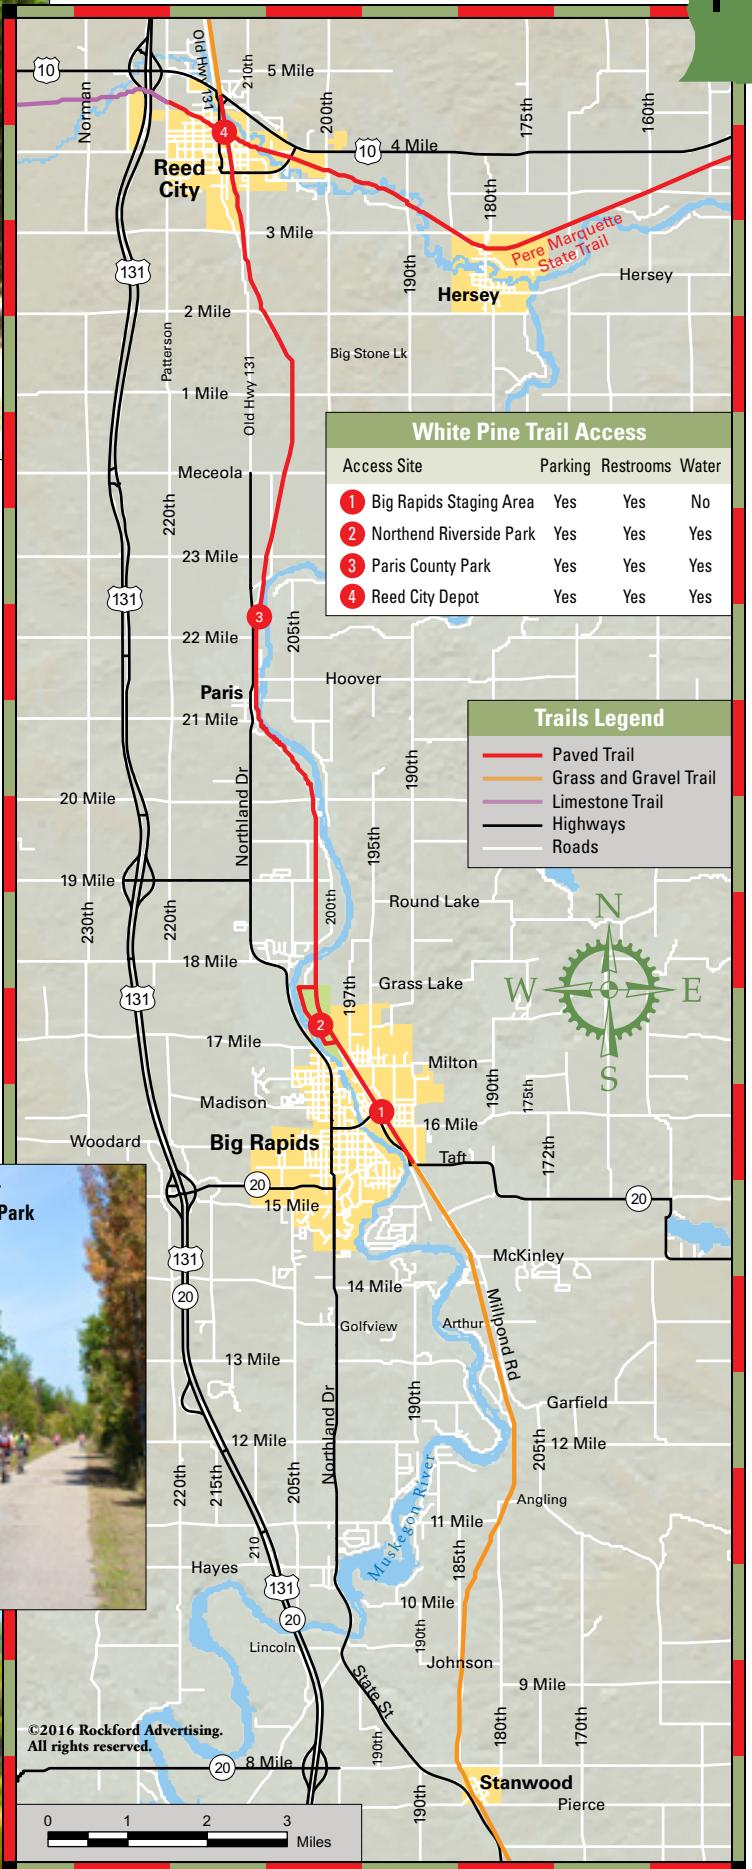 Old Hwy 131
210th
5 Mile
10
Norman
200th
175th
160th
4
10
4 Mile
Reed
City
180th
3 Mile
Pere Marquette
State Trail
190th
131
Hersey
Hersey
2 Mile
Patterson
Old Hwy 131
Big Stone Lk
1 Mile
White Pine Trail Access
Access Site Parking Restrooms Water
1 Big Rapids Staging Area Yes Yes No
2 Northend Riverside Park Yes Yes Yes
3 Paris County Park Yes Yes Yes
4 Reed City Depot Yes Yes Yes
Meceola
220th
23 Mile
131
3
205th
22 Mile
Hoover
Paris
21 Mile
Trails Legend
Paved Trail
Grass and Gravel Trail
Limestone Trail
Highways
Roads
190th
20 Mile
Northland Dr
195th
19 Mile
230th
220th
200th
Round Lake
N
W
E
S
18 Mile
Grass Lake
131
197th
2
17 Mile
Milton
190th
175th
Madison
1
16 Mile
Woodard
Big Rapids
Taft
172th
20
20
15 Mile
Park
131
20
McKinley
14 Mile
Millpond Rd
Golfview
Arthur
13 Mile
190th
Northland Dr
Garfield
12 Mile
205th
12 Mile
220th
215th
205th
Muskegon River
Angling
11 Mile
210
185th
Hayes
131
10 Mile
20
190th
Lincoln
Johnson
State St
9 Mile
180th
170th
©2016 Rockford Advertising.
All rights reserved.
190th
20
8 Mile
Stanwood
190th
Pierce
0 1 2 3
Miles